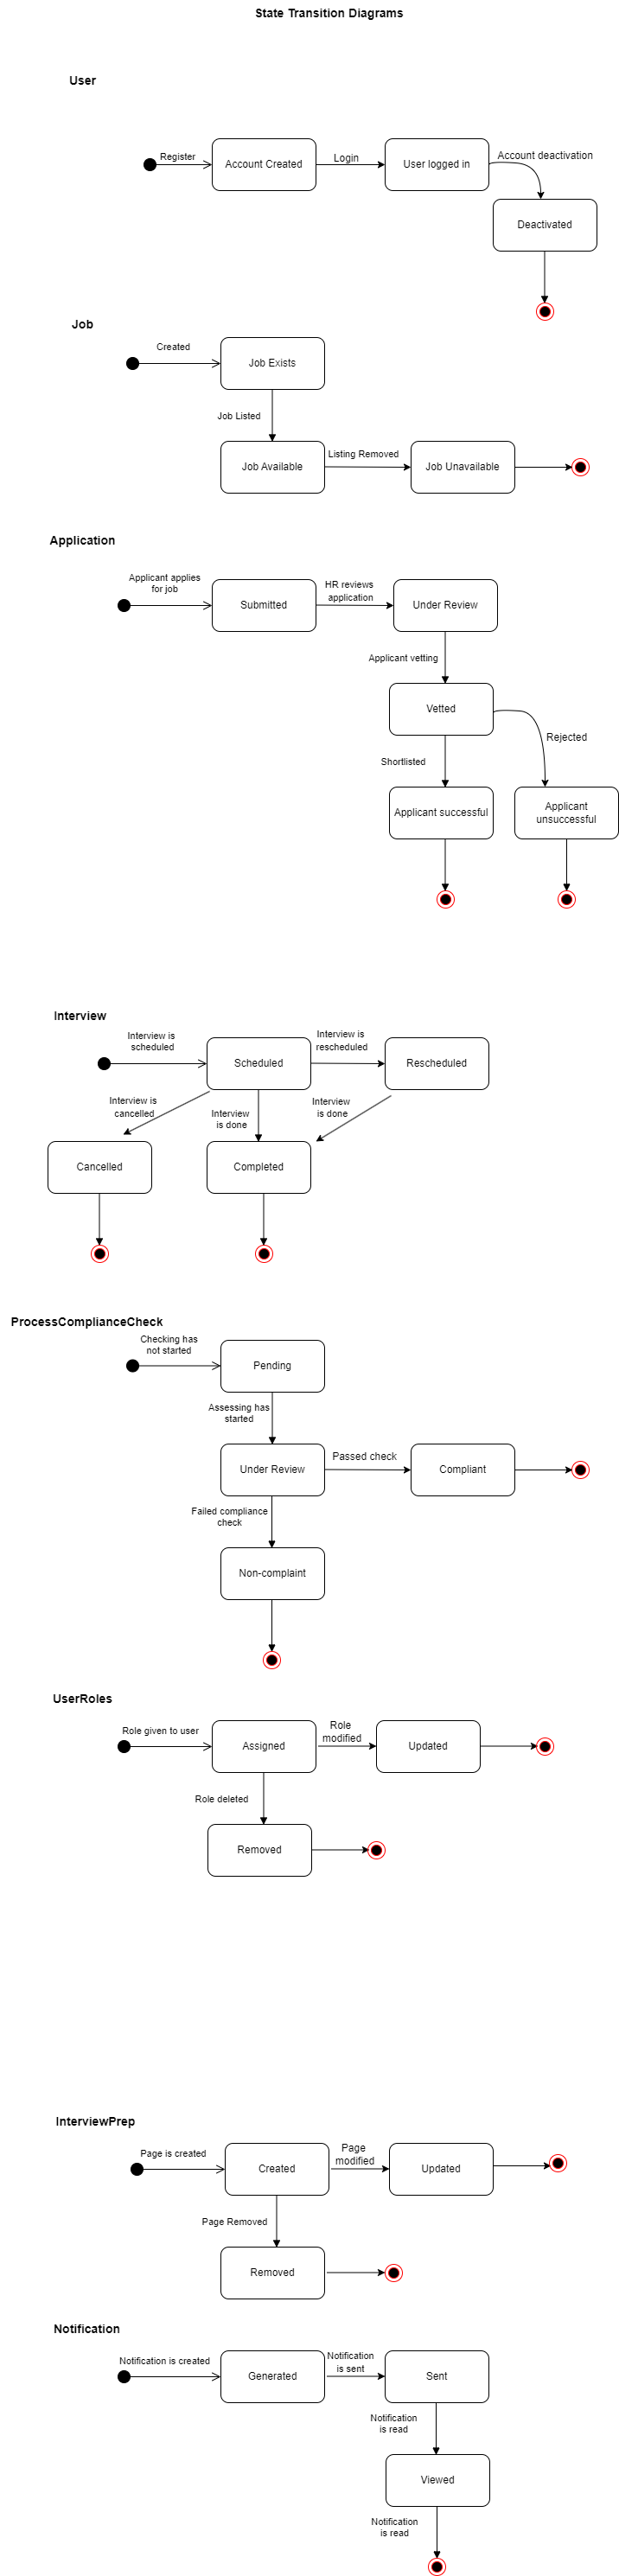 State Transition Diagrams
User
Register
Account Created
Login
User logged in
Account deactivation
Deactivated
Job
Created
Job Exists
Job Listed
Job Available
Listing Removed
Job Unavailable
Application
Applicant applies
for job
Submitted
HR reviews
application
Under Review
Applicant vetting
Vetted
Shortlisted
Rejected
Applicant successful
Applicant
unsuccessful
Interview
Interview is
scheduled
Scheduled
Interview is
rescheduled
Rescheduled
Interview is
cancelled
Interview
is done
Interview
is done
Cancelled
Completed
ProcessComplianceCheck
Checking has
not started
Pending
Assessing has
started
Under Review
Passed check
Compliant
Failed compliance
check
Non-complaint
UserRoles
Role given to user
Assigned
Role
modified
Updated
Role deleted
Removed
InterviewPrep
Page is created
Created
Page
modified
Updated
Page Removed
Removed
Notification
Notification is created
Generated
Notification
is sent
Sent
Notification
is read
Viewed
Notification
is read